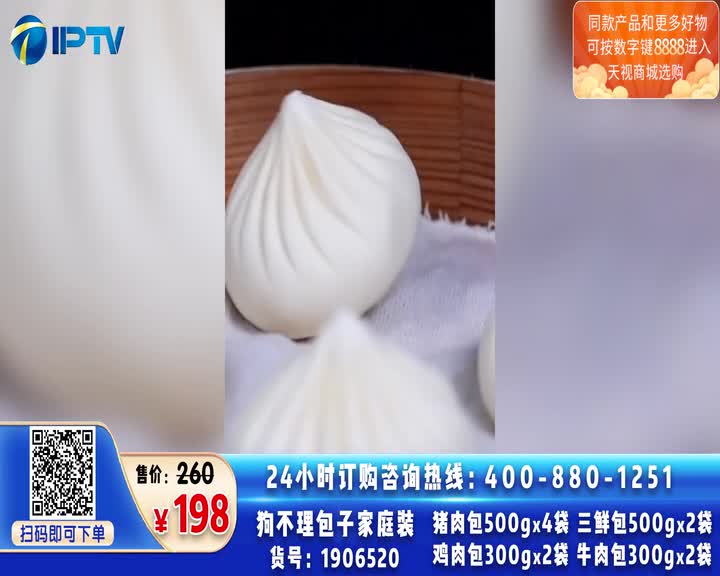 IPTV
同款产品和更多好物
可按数字键8888进入
天视商城选购
扫码即可下单
售价: 260
¥198
24小时订购咨询热线: 400-880-1251
狗不理包子家庭装
货号: 1906520
猪肉包500gx4袋 三鲜包500gx2袋
鸡肉包300gx2袋 牛肉包300gx2袋